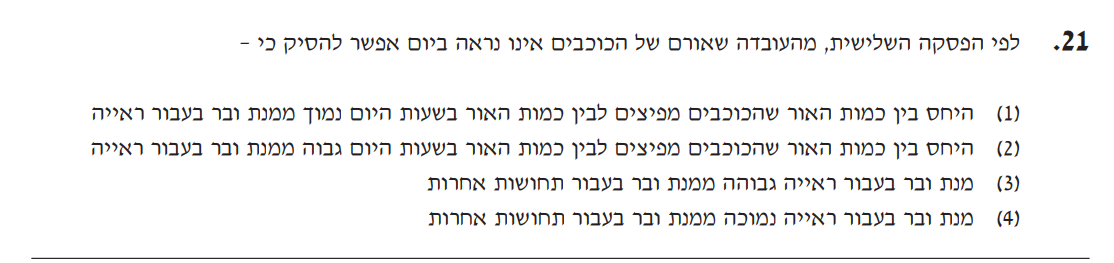 21. לפי הפסקה השלישית, מהעובדה שאורם של הכוכבים אינו נראה ביום אפשר להסיק כי –
(1) היחס בין כמות האור שהכוכבים מפיצים לבין כמות האור בשעות היום נמוך ממנת ובר בעבור ראייה
(2) היחס בין כמות האור שהכוכבים מפיצים לבין כמות האור בשעות היום גבוה ממנת ובר בעבור ראייה
(3) מנת ובר בעבור ראייה גבוהה ממנת ובר בעבור תחושות אחרות
(4) מנת ובר בעבור ראייה נמוכה ממנת ובר בעבור תחושות אחרות